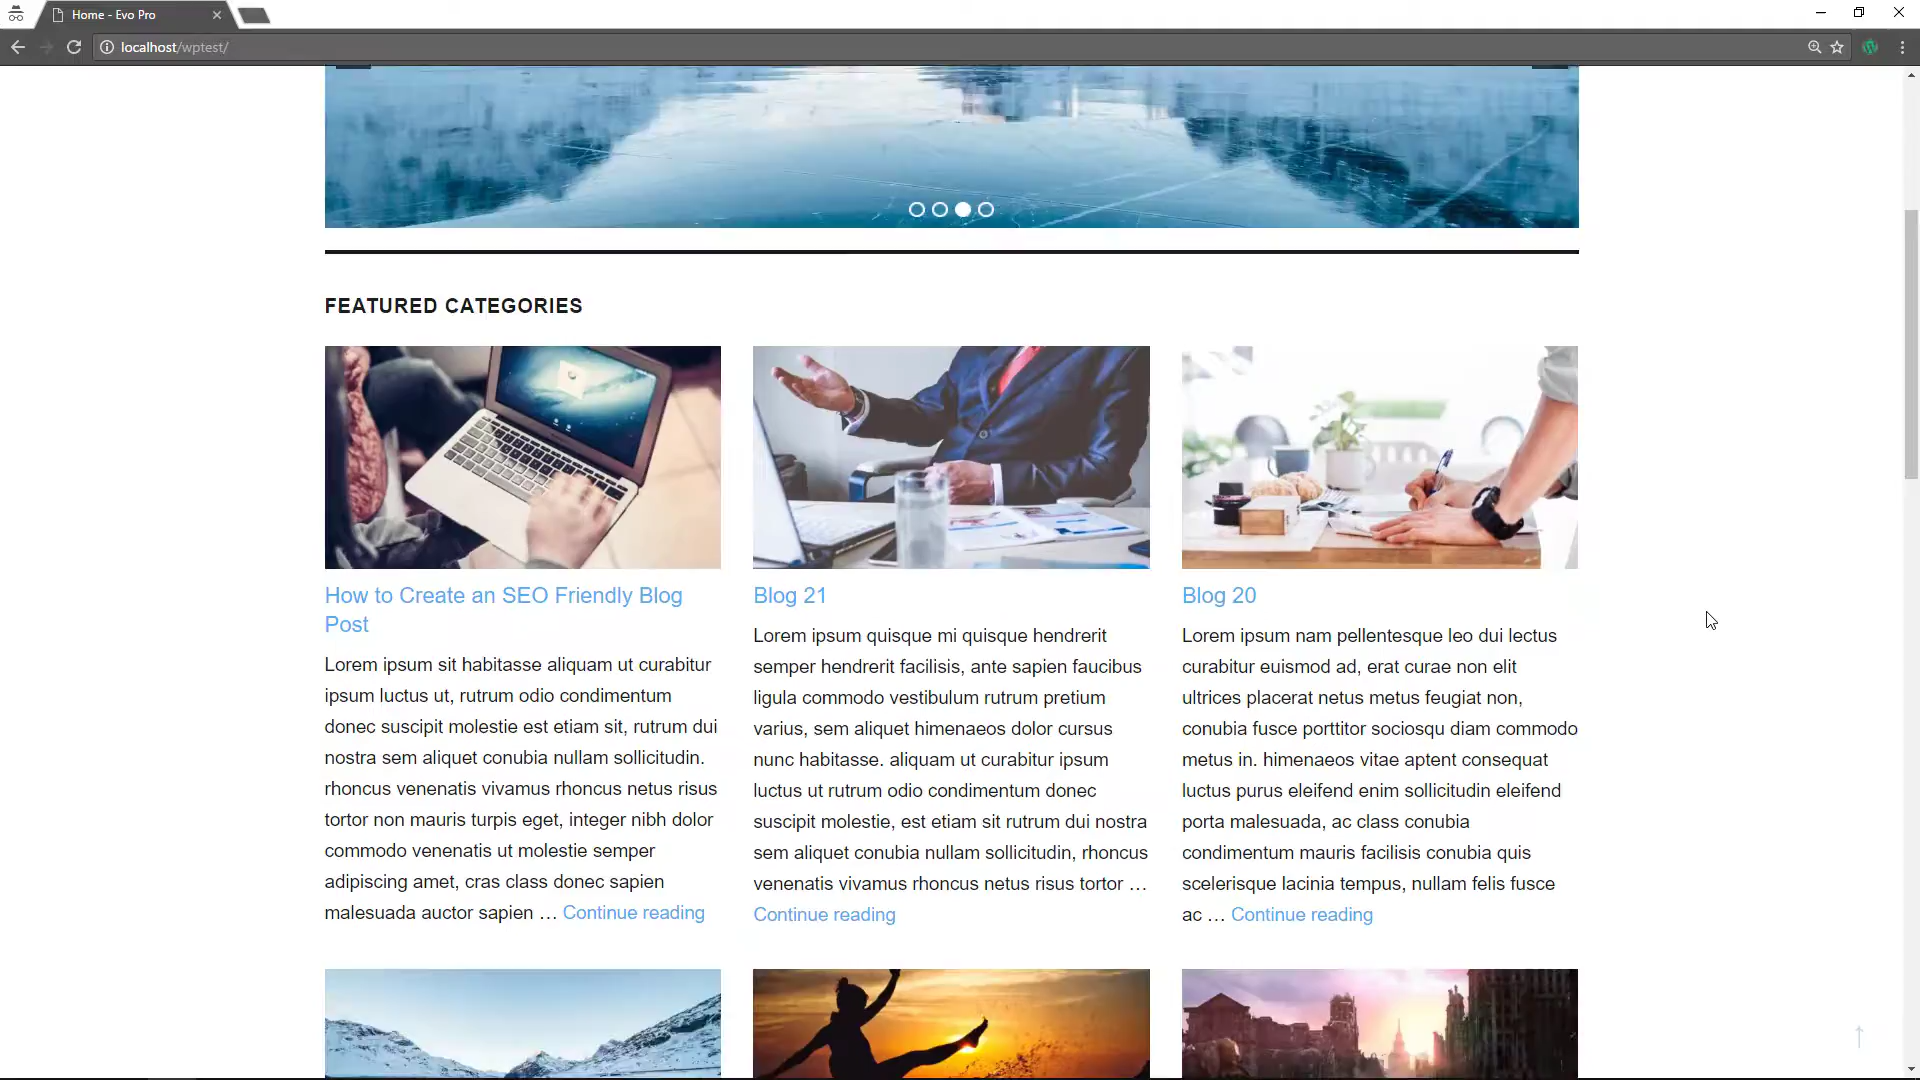 Home - Evo Pro
localhost/wptest/
FEATURED CATEGORIES
How to Create an SEO Friendly Blog
Post
Lorem ipsum sit habitasse aliquam ut curabitur
ipsum luctus ut, rutrum odio condimentum
donec suscipit molestie est etiam sit, rutrum dui
nostra sem aliquet conubia nullam sollicitudin.
rhoncus venenatis vivamus rhoncus netus risus
tortor non mauris turpis eget, integer nibh dolor
commodo venenatis ut molestie semper
adipiscing amet, cras class donec sapien
malesuada auctor sapien … Continue reading
Blog 21
Lorem ipsum quisque mi quisque hendrerit
semper hendrerit facilisis, ante sapien faucibus
ligula commodo vestibulum rutrum pretium
varius, sem aliquet himenaeos dolor cursus
nunc habitasse. aliquam ut curabitur ipsum
luctus ut rutrum odio condimentum donec
suscipit molestie, est etiam sit rutrum dui nostra
sem aliquet conubia nullam sollicitudin, rhoncus
venenatis vivamus rhoncus netus risus tortor …
Continue reading
Blog 20
Lorem ipsum nam pellentesque leo dui lectus
curabitur euismod ad, erat curae non elit
ultrices placerat netus metus feugiat non,
conubia fusce porttitor sociosqu diam commodo
metus in. himenaeos vitae aptent consequat
luctus purus eleifend enim sollicitudin eleifend
porta malesuada, ac class conubia
condimentum mauris facilisis conubia quis
scelerisque lacinia tempus, nullam felis fusce
ac … Continue reading